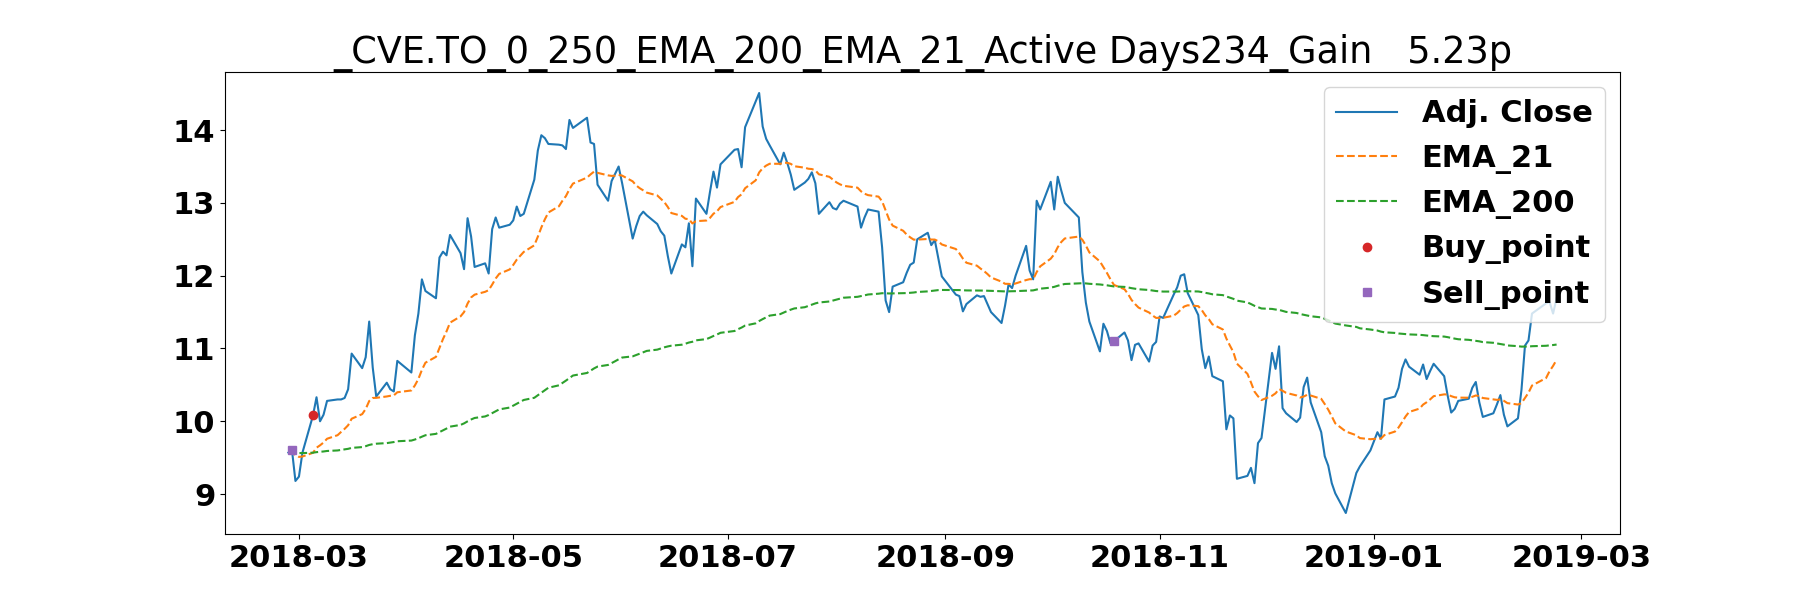 _CVE.TO_0_250_EMA_200_EMA_21_Active Days234_Gain   5.23p
Adj. Close
EMA_21
EMA_200
Buy_point
Sell_point
14
13
12
11
10
9
2018-03 2018-05 2018-07 2018-09 2018-11 2019-01 2019-03